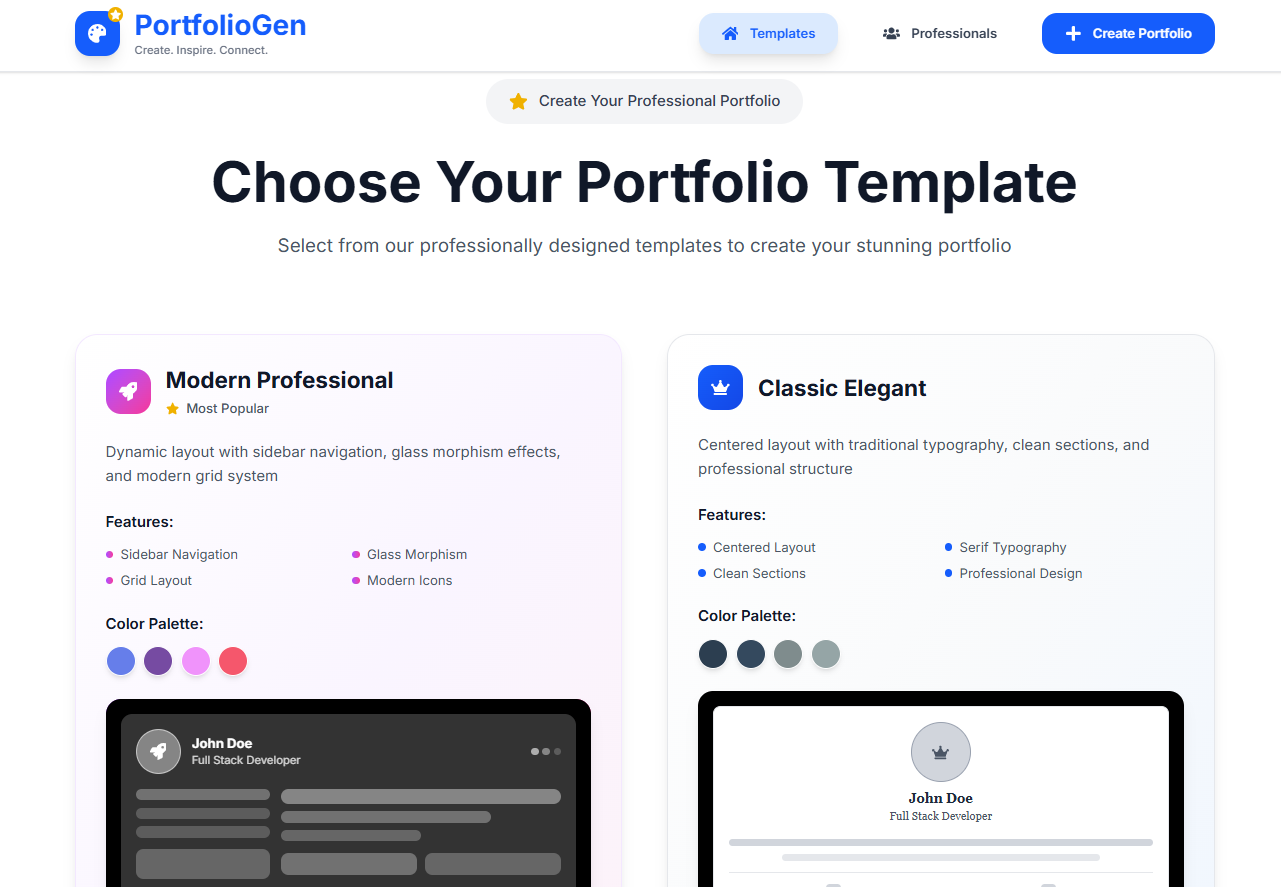 PortfolioGen
Create. Inspire. Connect.
Templates
Professionals
Create Portfolio
Create Your Professional Portfolio
Choose Your Portfolio Template
Select from our professionally designed templates to create your stunning portfolio
Modern Professional
Most Popular
Dynamic layout with sidebar navigation, glass morphism effects,
and modern grid system
Features:
Sidebar Navigation
Glass Morphism
Grid Layout
Modern Icons
Color Palette:
John Doe
Full Stack Developer
Classic Elegant
Centered layout with traditional typography, clean sections, and
professional structure
Features:
Centered Layout
Serif Typography
Clean Sections
Professional Design
Color Palette:
John Doe
Full Stack Developer